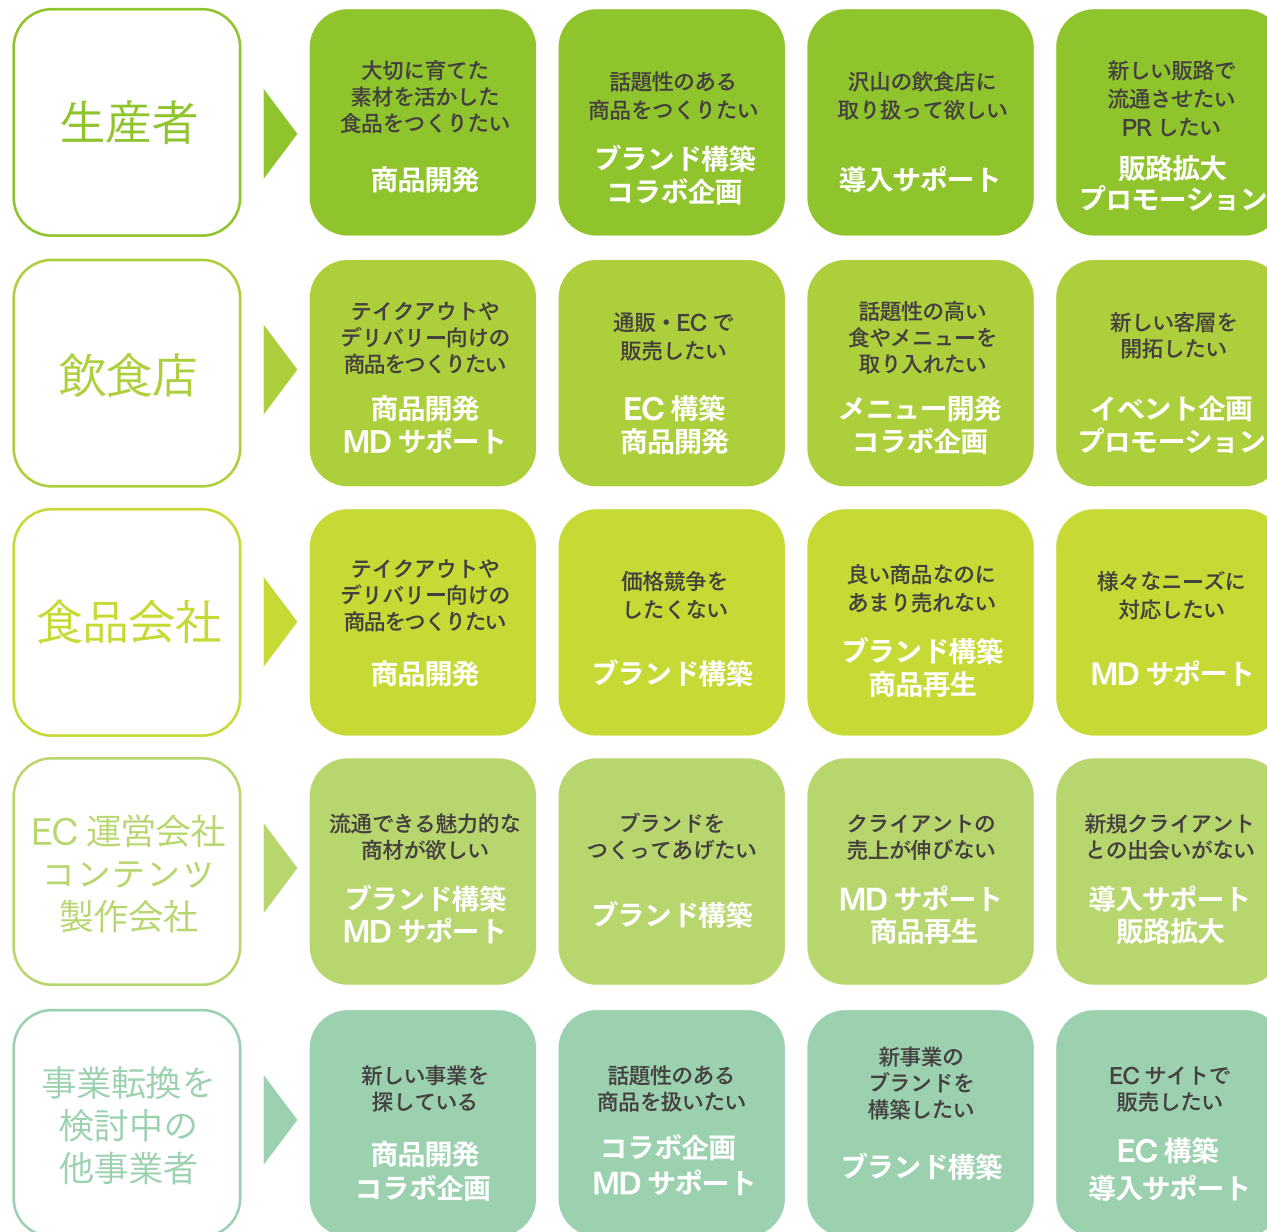 生産者
大切に育てた
素材を活かした
食品をつくりたい
商品開発
話題性のある
商品をつくりたい
ブランド構築
コラボ企画
沢山の飲食店に
取り扱って欲しい
導入サポート
新しい販路で
流通させたい
PR したい
販路拡大
プロモーション
飲食店
テイクアウトや
デリバリー向けの
商品をつくりたい
商品開発
MD サポート
通販・EC で
販売したい
EC 構築
商品開発
話題性の高い
食やメニューを
取り入れたい
メニュー開発
コラボ企画
新しい客層を
開拓したい
イベント企画
プロモーション
食品会社
テイクアウトや
デリバリー向けの
商品をつくりたい
商品開発
価格競争を
したくない
ブランド構築
良い商品なのに
あまり売れない
ブランド構築
商品再生
様々なニーズに
対応したい
MD サポート
EC 運営会社
コンテンツ
製作会社
流通できる魅力的な
商材が欲しい
ブランド構築
MD サポート
ブランドを
つくってあげたい
ブランド構築
クライアントの
売上が伸びない
MD サポート
商品再生
新規クライアント
との出会いがない
導入サポート
販路拡大
事業転換を
検討中の
他事業者
新しい事業を
探している
商品開発
コラボ企画
話題性のある
商品を扱いたい
コラボ企画
MD サポート
新事業の
ブランドを
構築したい
ブランド構築
EC サイトで
販売したい
EC 構築
導入サポート